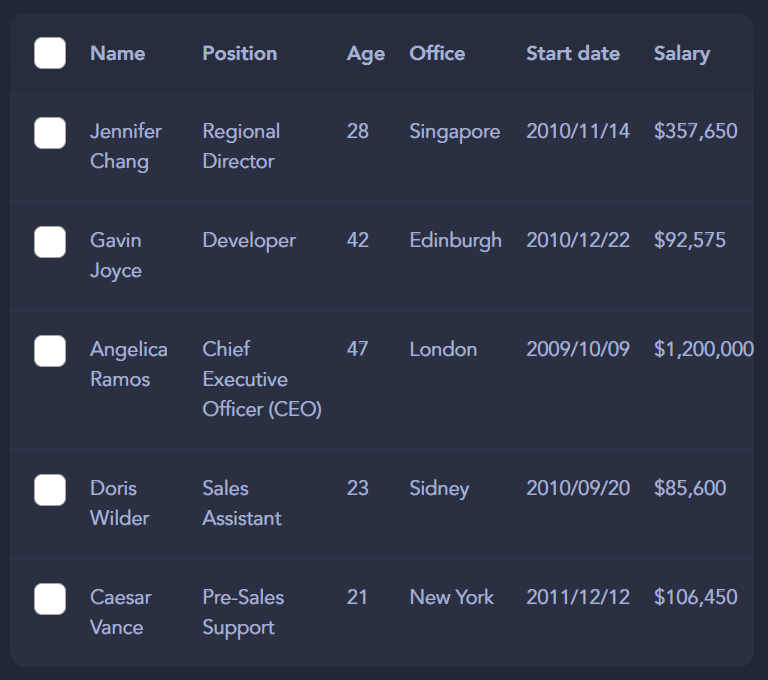 Name Position Age Office Start date Salary
Jennifer Regional 28 Singapore 2010/11/14 $357,650
Chang Director
Gavin Developer 42 Edinburgh 2010/12/22 $92,575
Joyce
Angelica Chief 47 London 2009/10/09 $1,200,000
Ramos Executive
Officer (CEO)
Doris Sales 23 Sidney 2010/09/20 $85,600
Wilder Assistant
Caesar Pre-Sales 21 New York 2011/12/12 $106,450
Vance Support